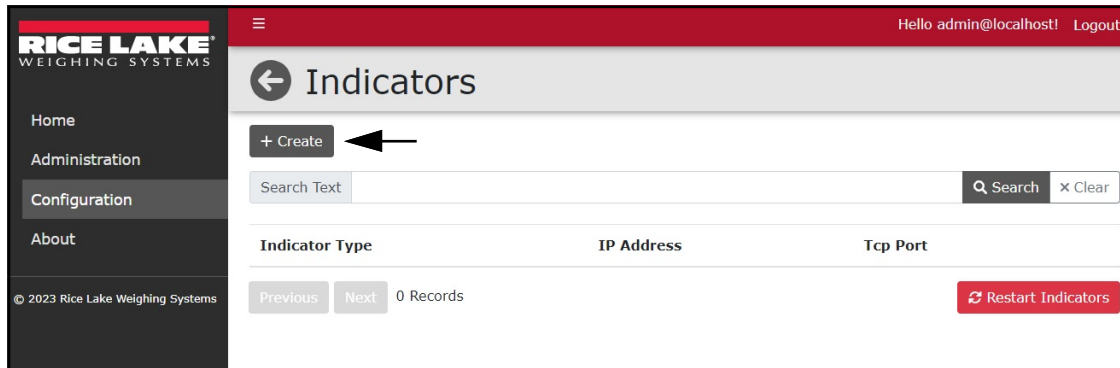 RICE LAKE®
WEIGHING SYSTEMS
Home
Administration
Configuration
About
© 2023 Rice Lake Weighing Systems
Hello admin@localhost! Logout
Indicators
+ Create
Search Text Search × Clear
Indicator Type IP Address Tcp Port
Previous Next 0 Records Restart Indicators